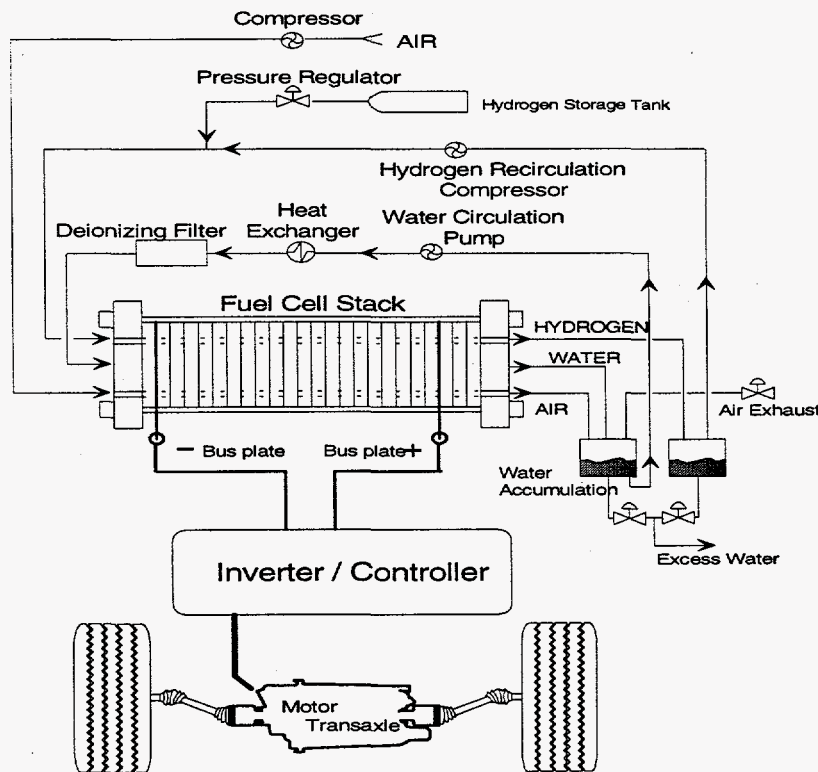 Compressor
AIR
Pressure Regulator
Hydrogen Storage Tank
Hydrogen Recirculation
Compressor
Heat
Exchanger
Water Circulation
Pump
Deionizing Filter
Fuel Cell Stack
HYDROGEN
WATER
AIR
Air Exhaust
− Bus plate
Bus plate +
Water
Accumulation
Excess Water
Inverter / Controller
Motor
Transaxle